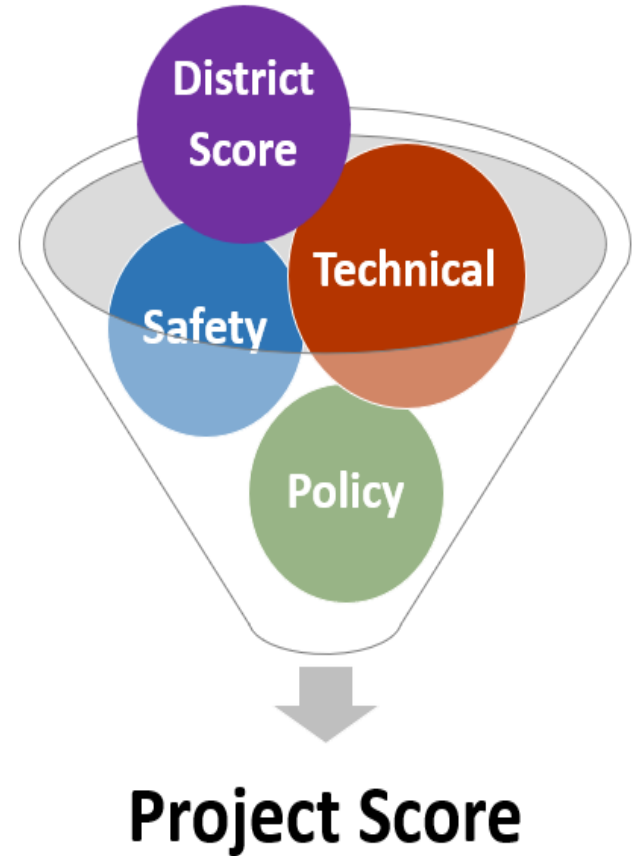 District
Score
Technical
Safety
Policy
Project Score